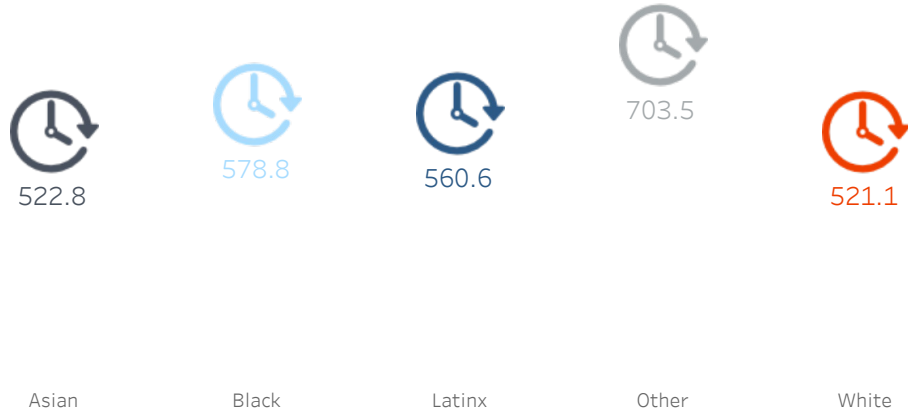 703.5
578.8
560.6
522.8
521.1
Asian
Black
Latinx
Other
White